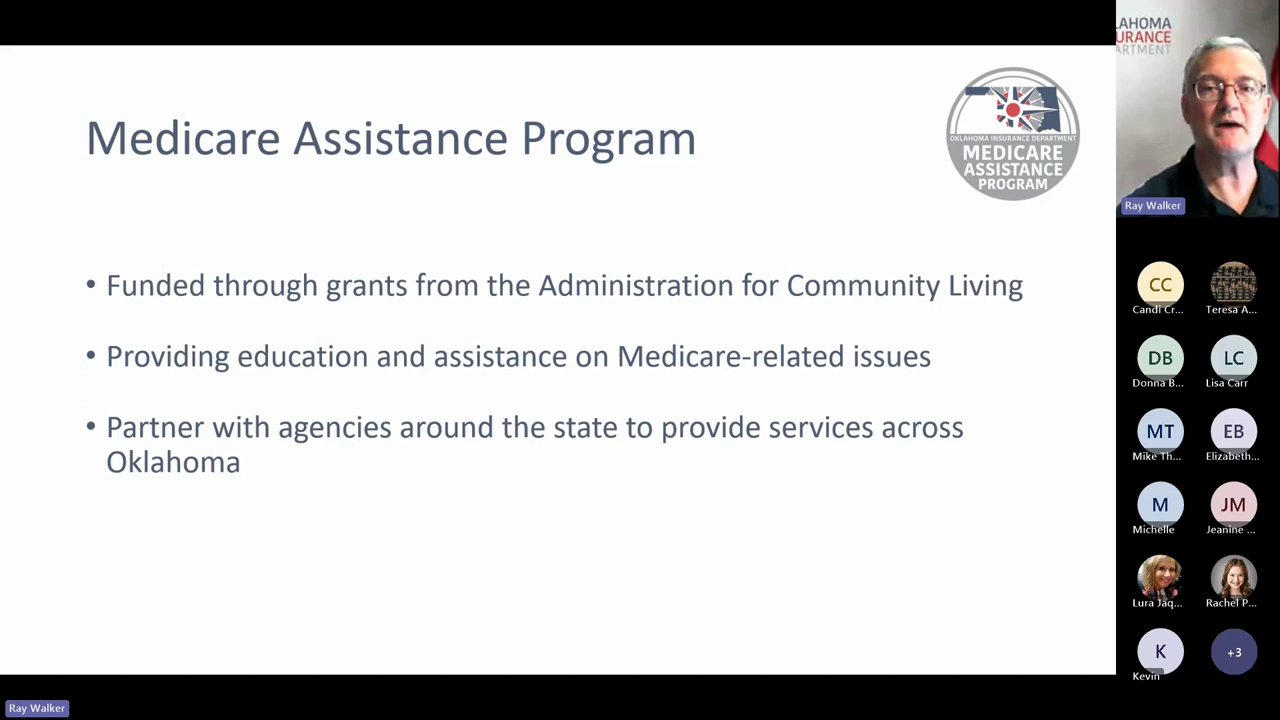 Medicare Assistance Program
OKLAHOMA INSURANCE DEPARTMENT
MEDICARE
ASSISTANCE
PROGRAM
• Funded through grants from the Administration for Community Living
• Providing education and assistance on Medicare-related issues
• Partner with agencies around the state to provide services across
Oklahoma
Ray Walker
LAHOMA
URANCE
ARTMENT
Ray Walker
CC
Candi Cr...
Teresa A...
DB
Donna B...
LC
Lisa Carr
MT
Mike Th...
EB
Elizabeth...
M
Michelle
JM
Jeanine ...
Lura Jaq...
Rachel P...
K
Kevin
+3